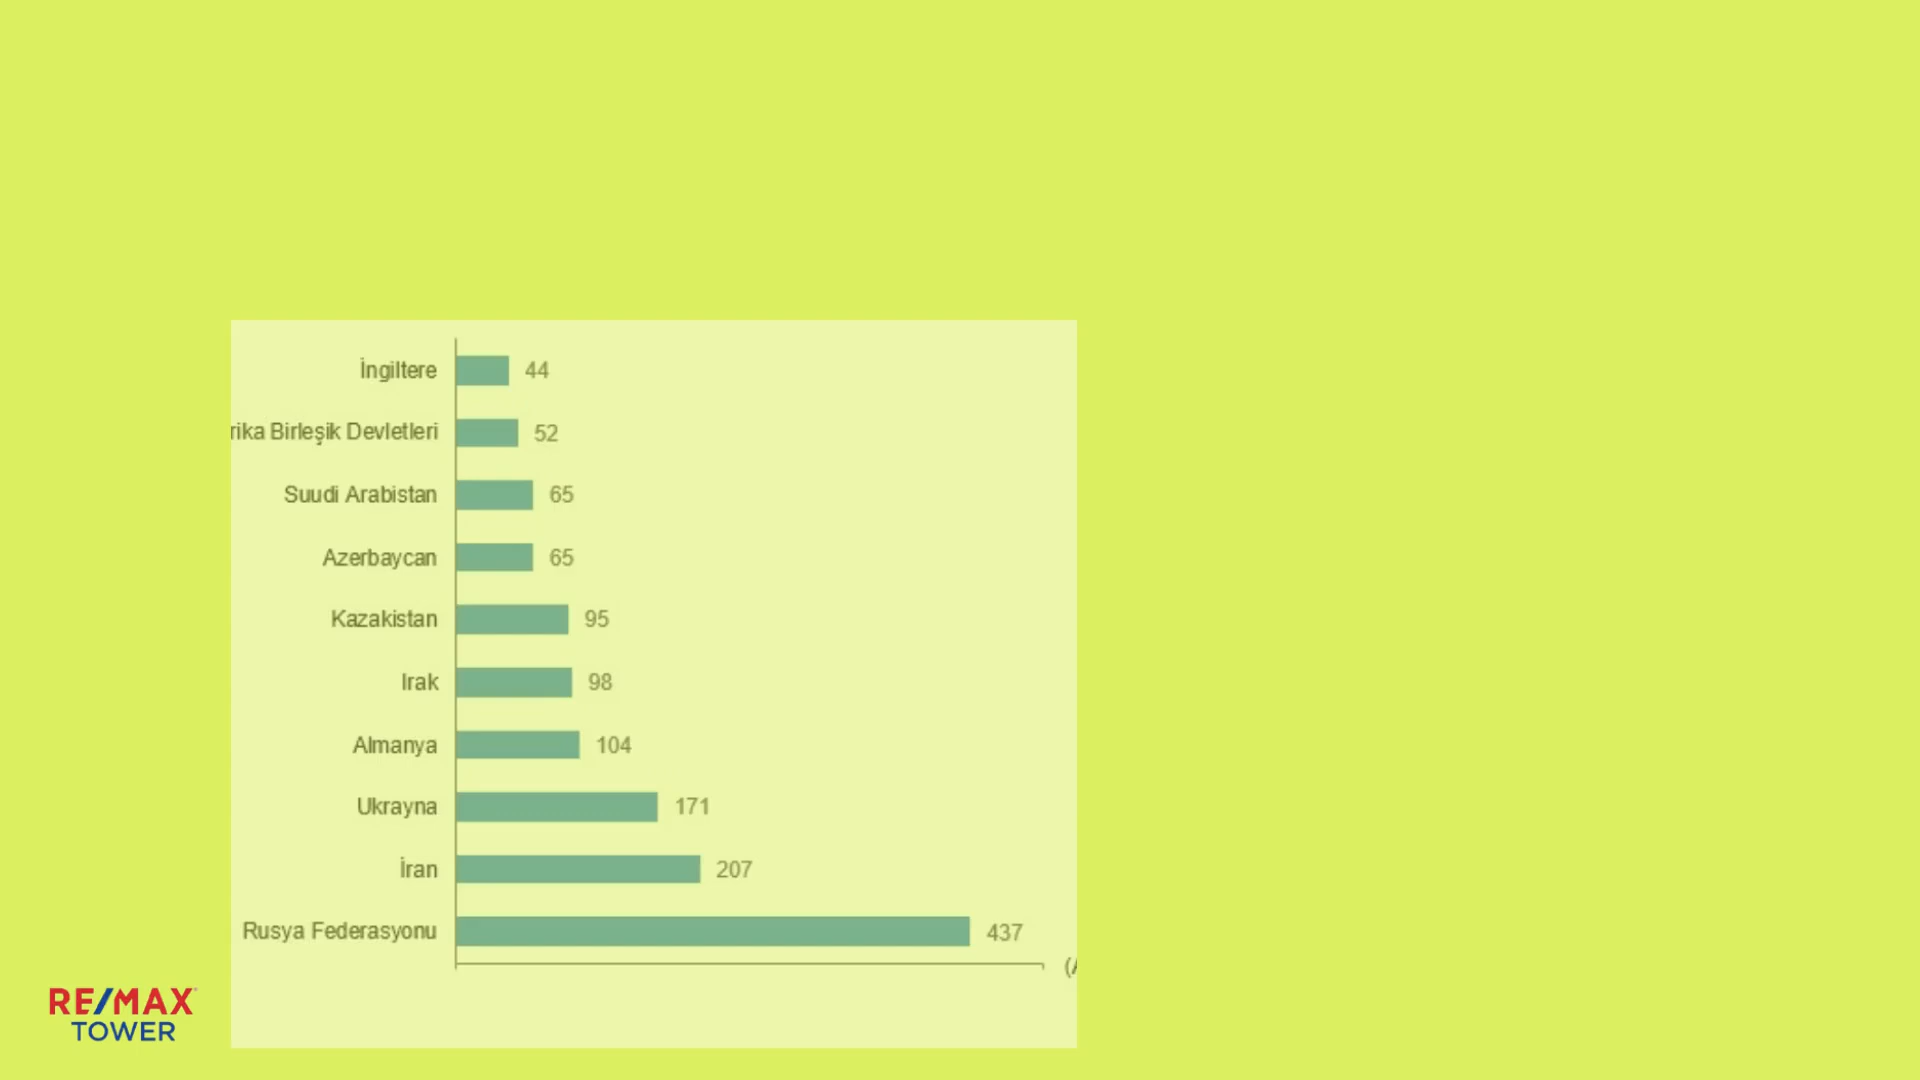 İngiltere 44
Birleşik Devletleri 52
Suudi Arabistan 65
Azerbaycan 65
Kazakistan 95
Irak 98
Almanya 104
Ukrayna 171
İran 207
Rusya Federasyonu 437
RE/MAX
TOWER